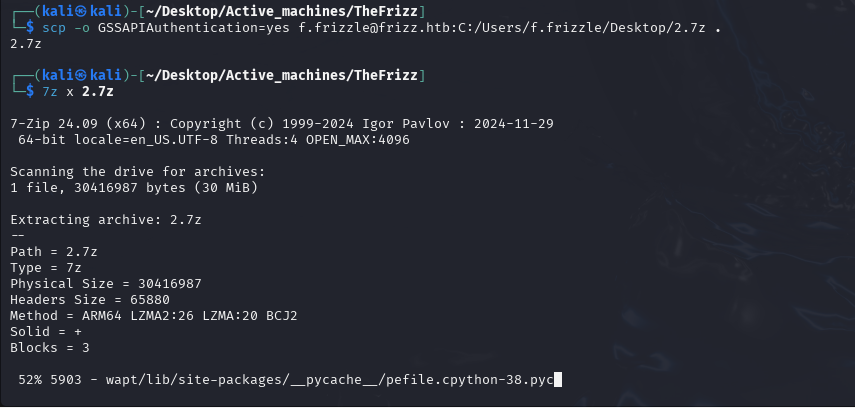 ┌──(kali㉿kali)-[~/Desktop/Active_machines/TheFrizz]
└─$ scp -o GSSAPIAuthentication=yes f.frizzle@frizz.htb:C:/Users/f.frizzle/Desktop/2.7z .
2.7z
┌──(kali㉿kali)-[~/Desktop/Active_machines/TheFrizz]
└─$ 7z x 2.7z
7-Zip 24.09 (x64) : Copyright (c) 1999-2024 Igor Pavlov : 2024-11-29
64-bit locale=en_US.UTF-8 Threads:4 OPEN_MAX:4096
Scanning the drive for archives:
1 file, 30416987 bytes (30 MiB)
Extracting archive: 2.7z
--
Path = 2.7z
Type = 7z
Physical Size = 30416987
Headers Size = 65880
Method = ARM64 LZMA2:26 LZMA:20 BCJ2
Solid = +
Blocks = 3
52% 5903 - wapt/lib/site-packages/__pycache__/pefile.cpython-38.pyc